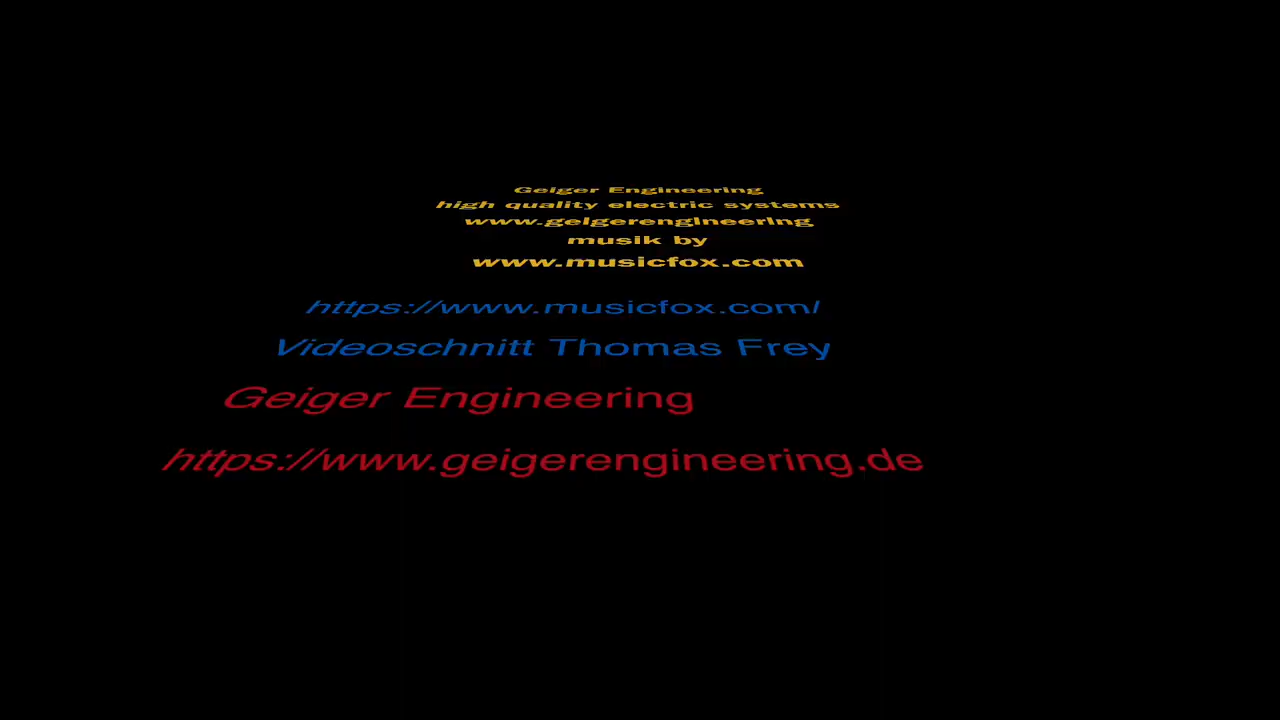 Geiger Engineering
high quality electric systems
www.geigerengineering
musik by
www.musicfox.com
https://www.musicfox.com/
Videoschnitt Thomas Frey
Geiger Engineering
https://www.geigerengineering.de